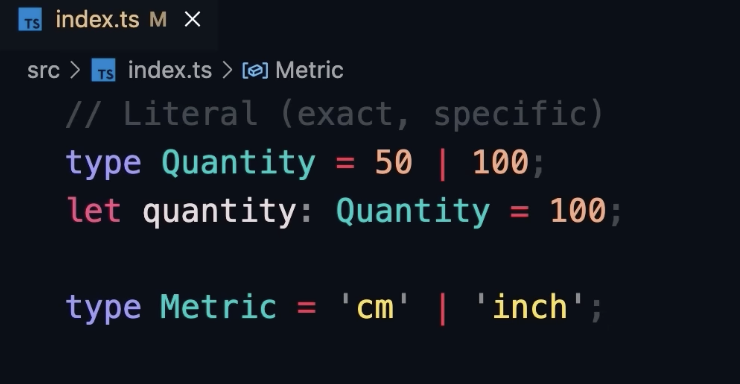 TS index.ts M ×
src > TS index.ts > Metric
// Literal (exact, specific)
type Quantity = 50 | 100;
let quantity: Quantity = 100;
type Metric = 'cm' | 'inch';